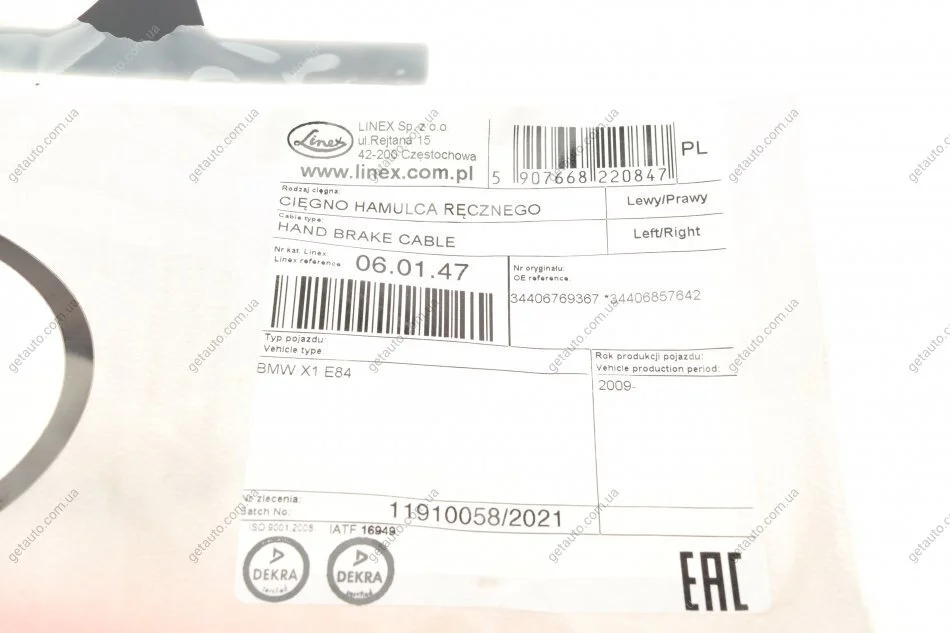 Linex
LINEX Sp. z o.o
ul.Rejtana 15
42-200 Częstochowa
www.linex.com.pl
5 907668 220847
PL
Rodzaj cięgna:
CIĘGNO HAMULCA RĘCZNEGO
Lewy/Prawy
Cable type:
HAND BRAKE CABLE
Left/Right
Nr kat. Linex:
Linex reference
06.01.47
Nr oryginału:
OE reference:
34406769367 *34406857642
Typ pojazdu:
Vehicle type
BMW X1 E84
Rok produkcji pojazdu:
Vehicle production period:
2009-
Nr zlecenia:
Batch No:
11910058/2021
ISO 9001:2008
IATF 16949
DEKRA
DEKRA
EAC
getauto.com.ua